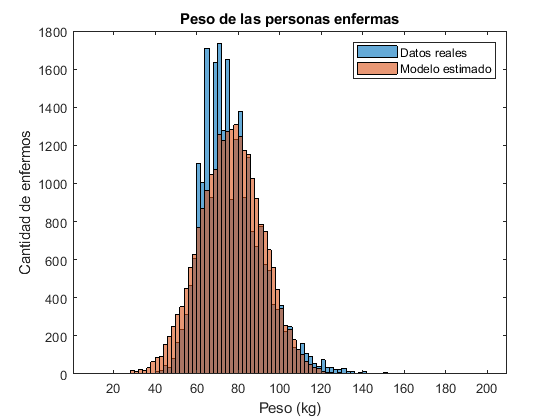 Peso de las personas enfermas
Datos reales
Modelo estimado
Cantidad de enfermos
1800
1600
1400
1200
1000
800
600
400
200
0
20 40 60 80 100 120 140 160 180 200
Peso (kg)